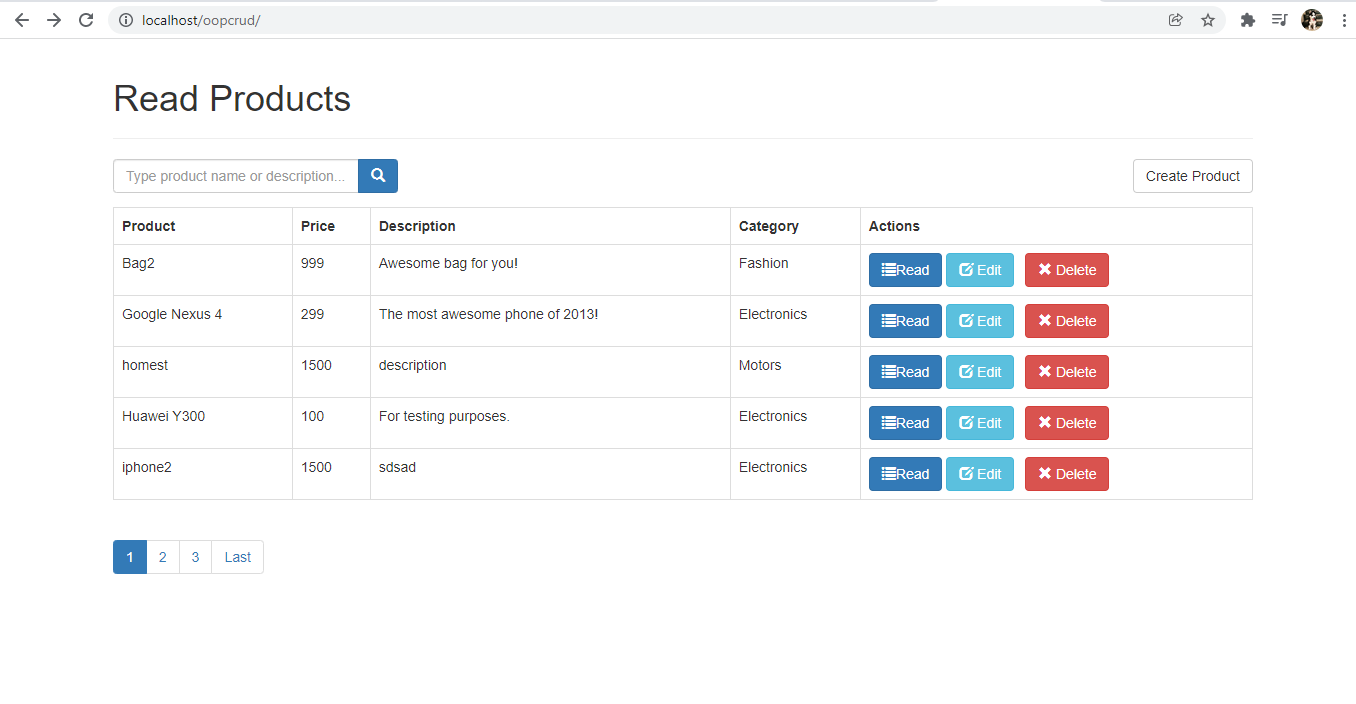 localhost/oopcrud/
Read Products
Type product name or description...
Create Product
Product Price Description Category Actions
Bag2 999 Awesome bag for you! Fashion Read Edit Delete
Google Nexus 4 299 The most awesome phone of 2013! Electronics Read Edit Delete
homest 1500 description Motors Read Edit Delete
Huawei Y300 100 For testing purposes. Electronics Read Edit Delete
iphone2 1500 sdsad Electronics Read Edit Delete
1 2 3 Last